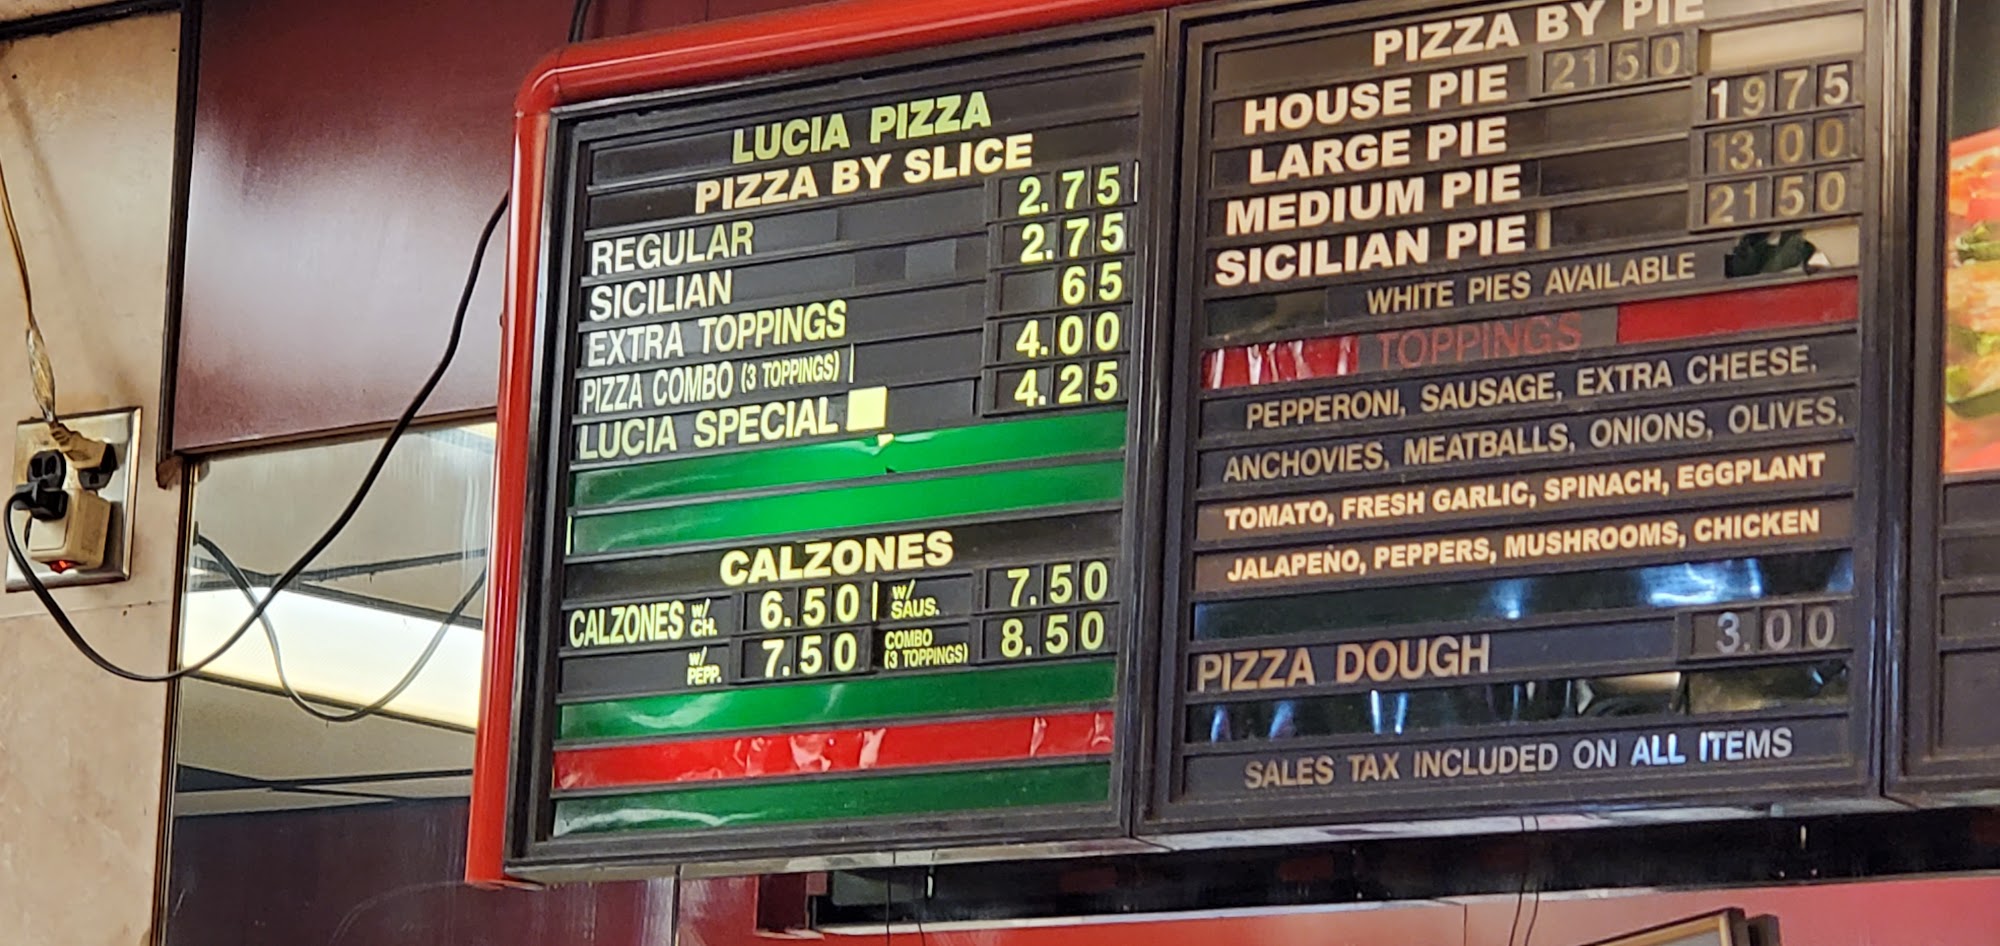 LUCIA PIZZA
PIZZA BY SLICE
REGULAR 2.75
SICILIAN 2.75
EXTRA TOPPINGS 65
PIZZA COMBO (3 TOPPINGS) 4.00
LUCIA SPECIAL 4.25
CALZONES
CALZONES W/ CH. 6.50 W/ SAUS. 7.50
W/ PEPP. 7.50 COMBO (3 TOPPINGS) 8.50
PIZZA BY PIE
HOUSE PIE 2150
LARGE PIE 1975
MEDIUM PIE 13.00
SICILIAN PIE 2150
WHITE PIES AVAILABLE
TOPPINGS
PEPPERONI, SAUSAGE, EXTRA CHEESE,
ANCHOVIES, MEATBALLS, ONIONS, OLIVES,
TOMATO, FRESH GARLIC, SPINACH, EGGPLANT
JALAPEÑO, PEPPERS, MUSHROOMS, CHICKEN
PIZZA DOUGH 3.00
SALES TAX INCLUDED ON ALL ITEMS